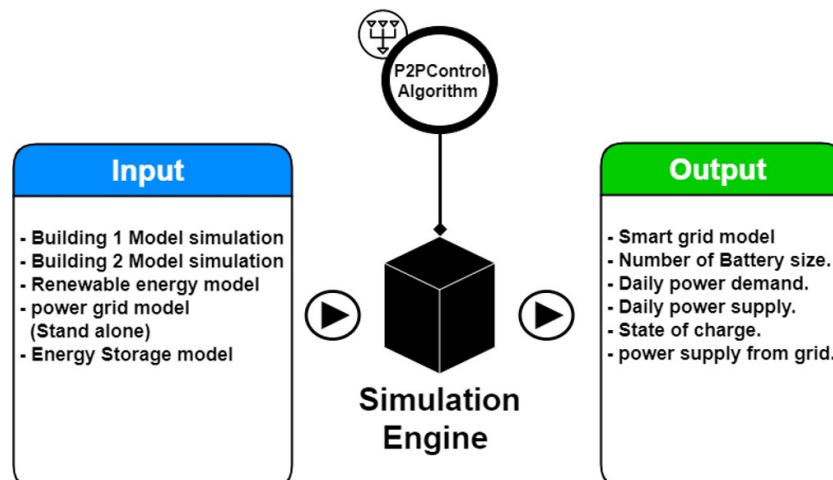 P2PControl
Algorithm
Input
- Building 1 Model simulation
- Building 2 Model simulation
- Renewable energy model
- power grid model
(Stand alone)
- Energy Storage model
Simulation
Engine
Output
- Smart grid model
- Number of Battery size.
- Daily power demand.
- Daily power supply.
- State of charge.
- power supply from grid.